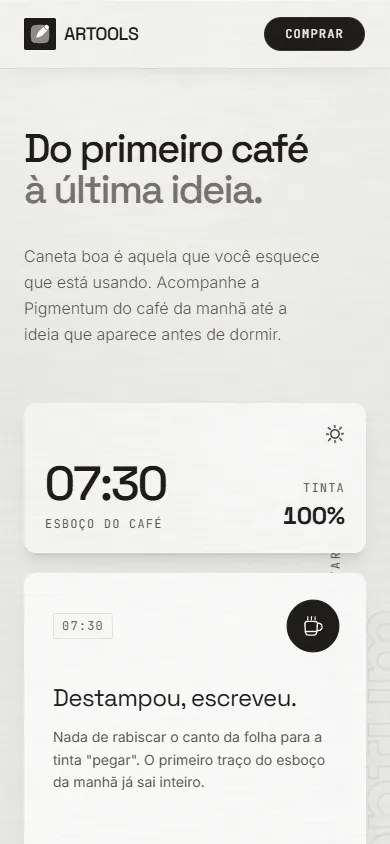 ARTOOLS
COMPRAR
Do primeiro café
à última ideia.
Caneta boa é aquela que você esquece
que está usando. Acompanhe a
Pigmentum do café da manhã até a
ideia que aparece antes de dormir.
07:30
ESBOÇO DO CAFÉ
TINTA
100%
07:30
Destampou, escreveu.
Nada de rabiscar o canto da folha para a
tinta "pegar". O primeiro traço do esboço
da manhã já sai inteiro.